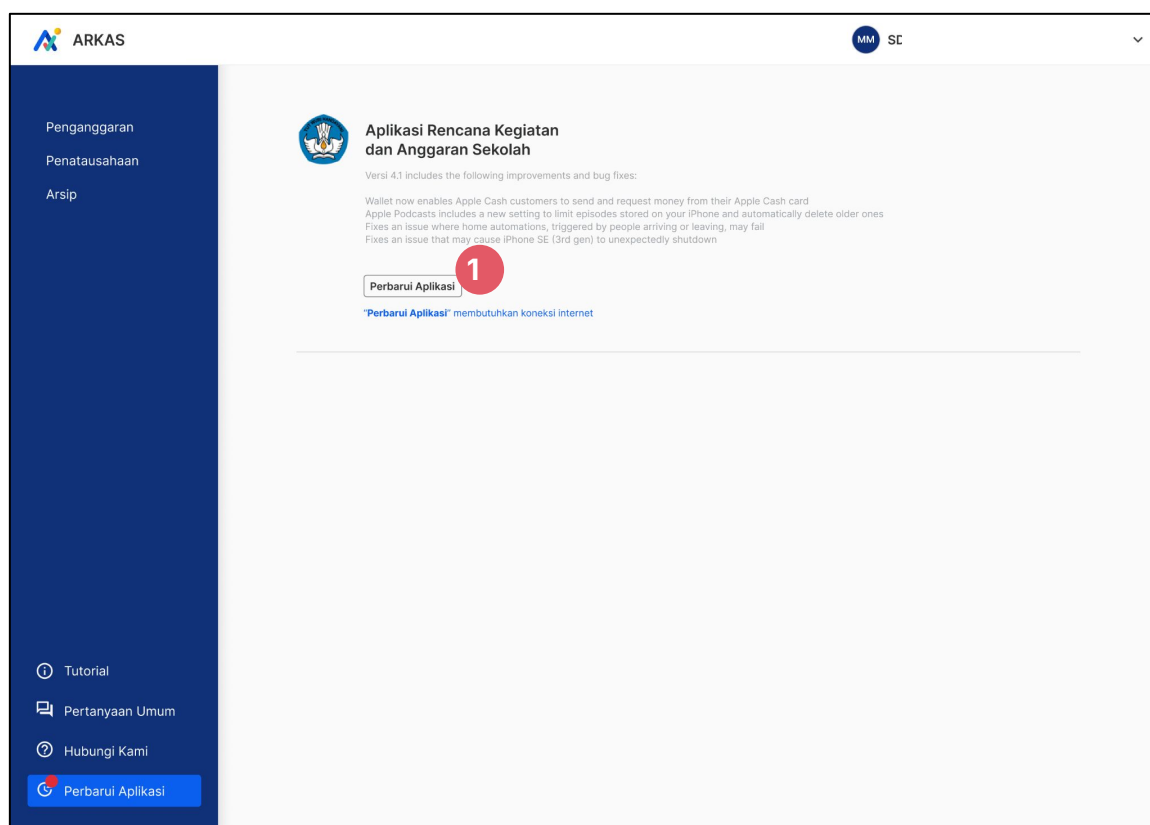 ARKAS
MM SD
Penganggaran
Penatausahaan
Arsip
Aplikasi Rencana Kegiatan
dan Anggaran Sekolah
Versi 4.1 includes the following improvements and bug fixes:
Wallet now enables Apple Cash customers to send and request money from their Apple Cash card
Apple Podcasts includes a new setting to limit episodes stored on your iPhone and automatically delete older ones
Fixes an issue where home automations, triggered by people arriving or leaving, may fail
Fixes an issue that may cause iPhone SE (3rd gen) to unexpectedly shutdown
1
Perbarui Aplikasi
"Perbarui Aplikasi" membutuhkan koneksi internet
Tutorial
Pertanyaan Umum
Hubungi Kami
Perbarui Aplikasi